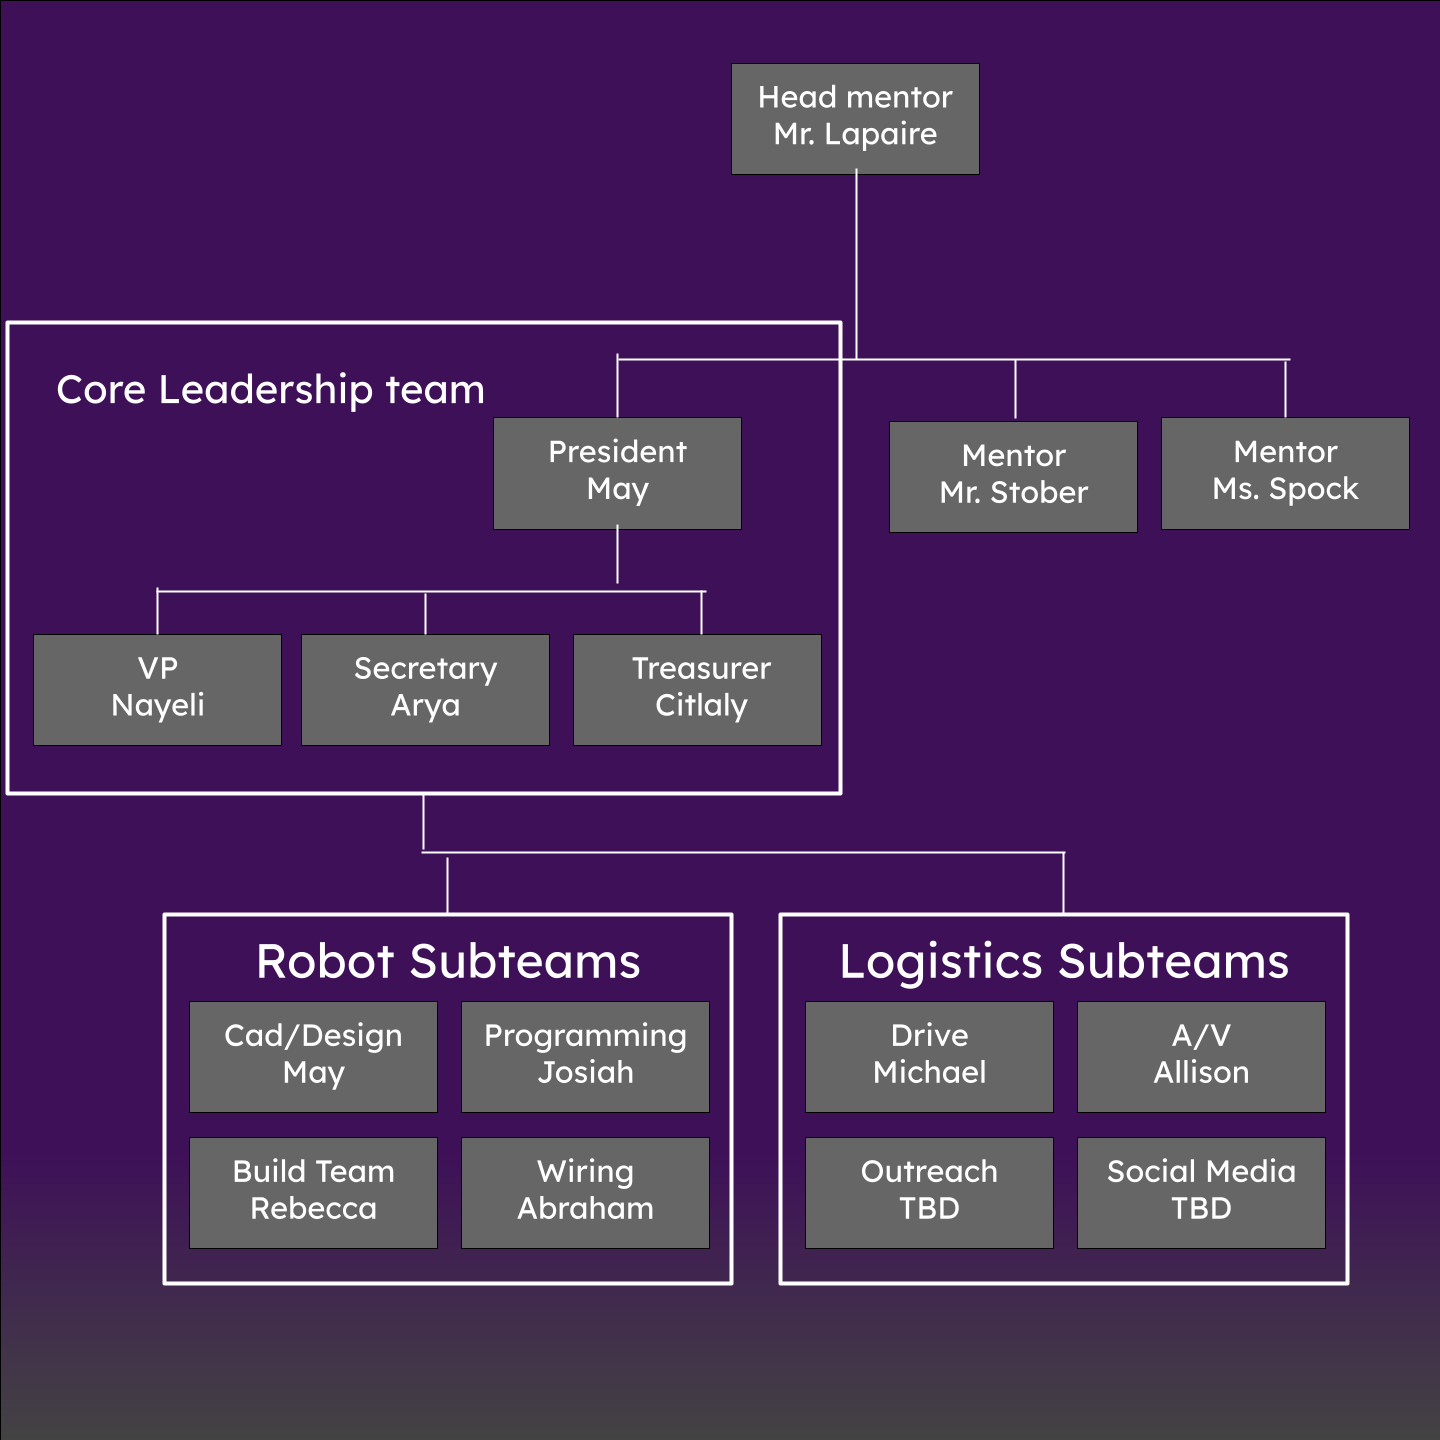 Head mentor
Mr. Lapaire
Core Leadership team
President
May
Mentor
Mr. Stober
Mentor
Ms. Spock
VP
Nayeli
Secretary
Arya
Treasurer
Citlaly
Robot Subteams
Cad/Design
May
Programming
Josiah
Build Team
Rebecca
Wiring
Abraham
Logistics Subteams
Drive
Michael
A/V
Allison
Outreach
TBD
Social Media
TBD